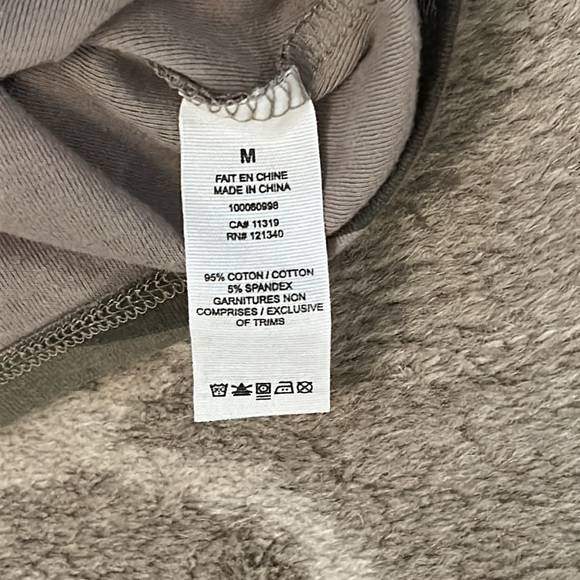 M
FAIT EN CHINE
MADE IN CHINA
100060998
CA# 11319
RN# 121340
95% COTON / COTTON
5% SPANDEX
GARNITURES NON
COMPRISES / EXCLUSIVE
OF TRIMS